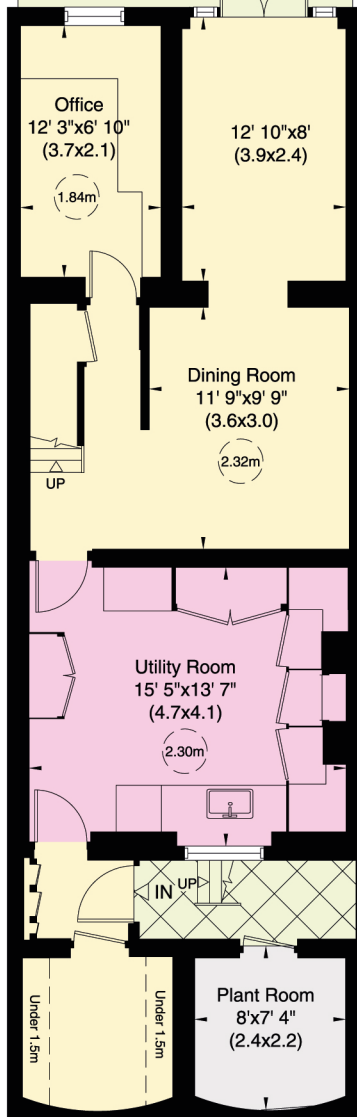 Office
12' 3"x6' 10"
(3.7x2.1)
1.84m
12' 10"x8'
(3.9x2.4)
Dining Room
11' 9"x9' 9"
(3.6x3.0)
2.32m
UP
Utility Room
15' 5"x13' 7"
(4.7x4.1)
2.30m
IN
UP
Under 1.5m
Under 1.5m
Plant Room
8'x7' 4"
(2.4x2.2)